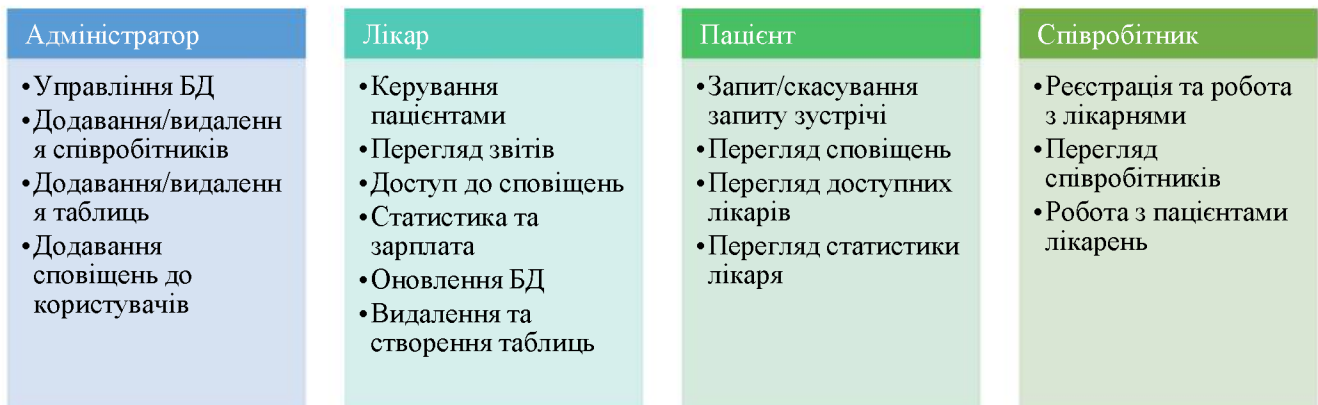 Адміністратор
•Управління БД
•Додавання/видаленн
я співробітників
•Додавання/видаленн
я таблиць
•Додавання
сповіщень до
користувачів
Лікар
•Керування
пацієнтами
•Перегляд звітів
•Доступ до сповіщень
•Статистика та
зарплата
•Оновлення БД
•Видалення та
створення таблиць
Пацієнт
•Запит/скасування
запиту зустрічі
•Перегляд сповіщень
•Перегляд доступних
лікарів
•Перегляд статистики
лікаря
Співробітник
•Реєстрація та робота
з лікарнями
•Перегляд
співробітників
•Робота з пацієнтами
лікарень